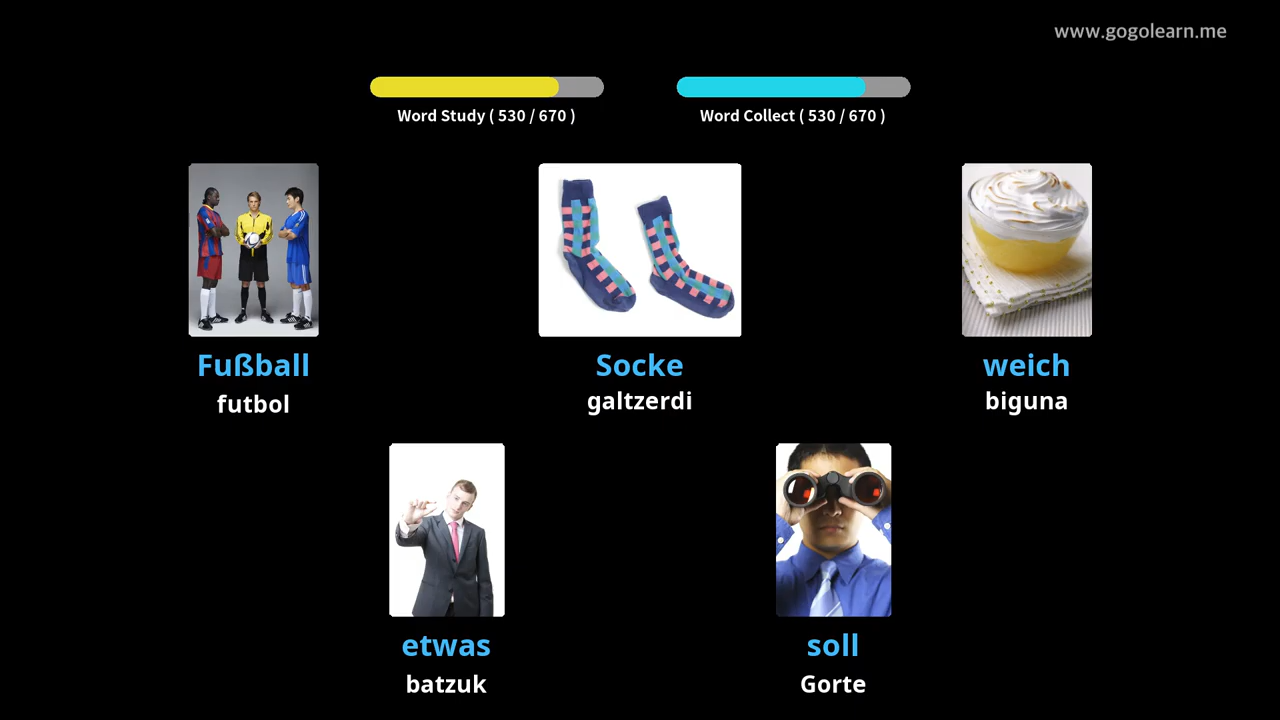 www.gogolearn.me
Word Study ( 530 / 670 )
Word Collect ( 530 / 670 )
Fußball
futbol
Socke
galtzerdi
weich
biguna
etwas
batzuk
soll
Gorte